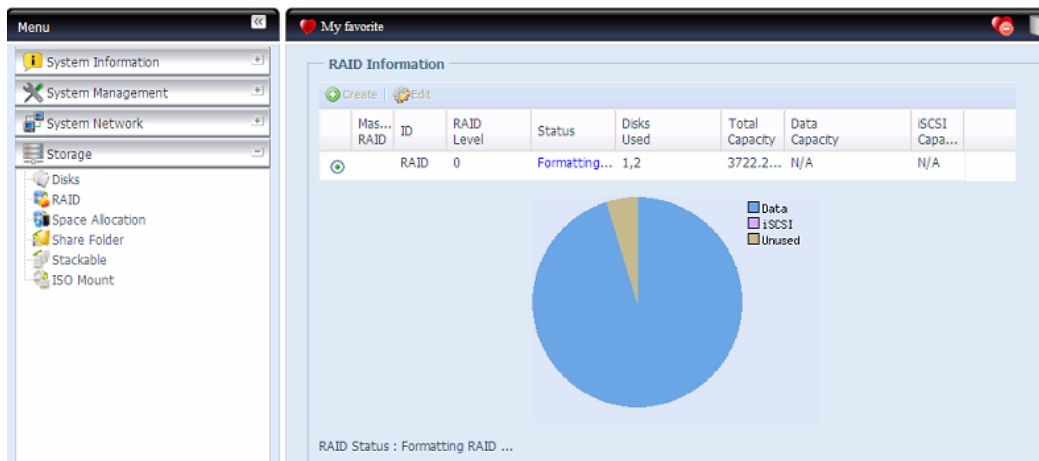 Menu
My favorite
System Information
System Management
System Network
Storage
Disks
RAID
Space Allocation
Share Folder
Stackable
ISO Mount
RAID Information
Create Edit
Mas... RAID ID RAID Level Status Disks Used Total Capacity Data Capacity iSCSI Capa...
RAID 0 Formatting... 1,2 3722.2... N/A N/A
Data
iSCSI
Unused
RAID Status : Formatting RAID ...